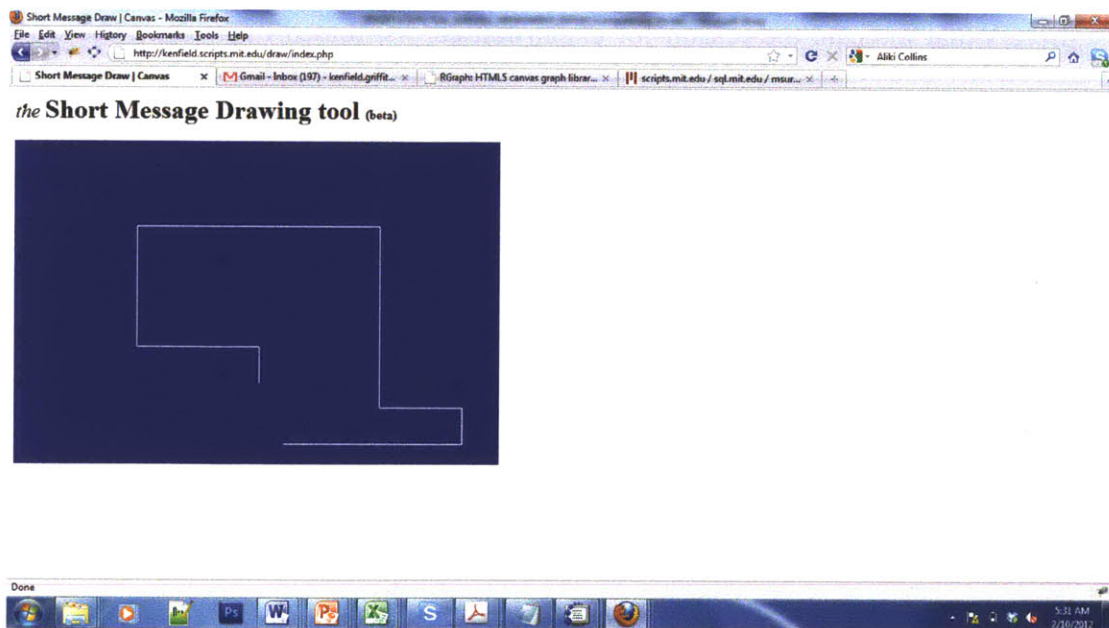 Short Message Draw | Canvas - Mozilla Firefox
File Edit View History Bookmarks Tools Help
http://kenfield.scripts.mit.edu/draw/index.php
Aliki Collins
Short Message Draw | Canvas
Gmail - Inbox (197) - kenfield.griffit...
RGraph: HTML5 canvas graph librar...
scripts.mit.edu / sql.mit.edu / msur...
the Short Message Drawing tool (beta)
Done
Ps
W
P
X
S
5:31 AM
2/10/2012